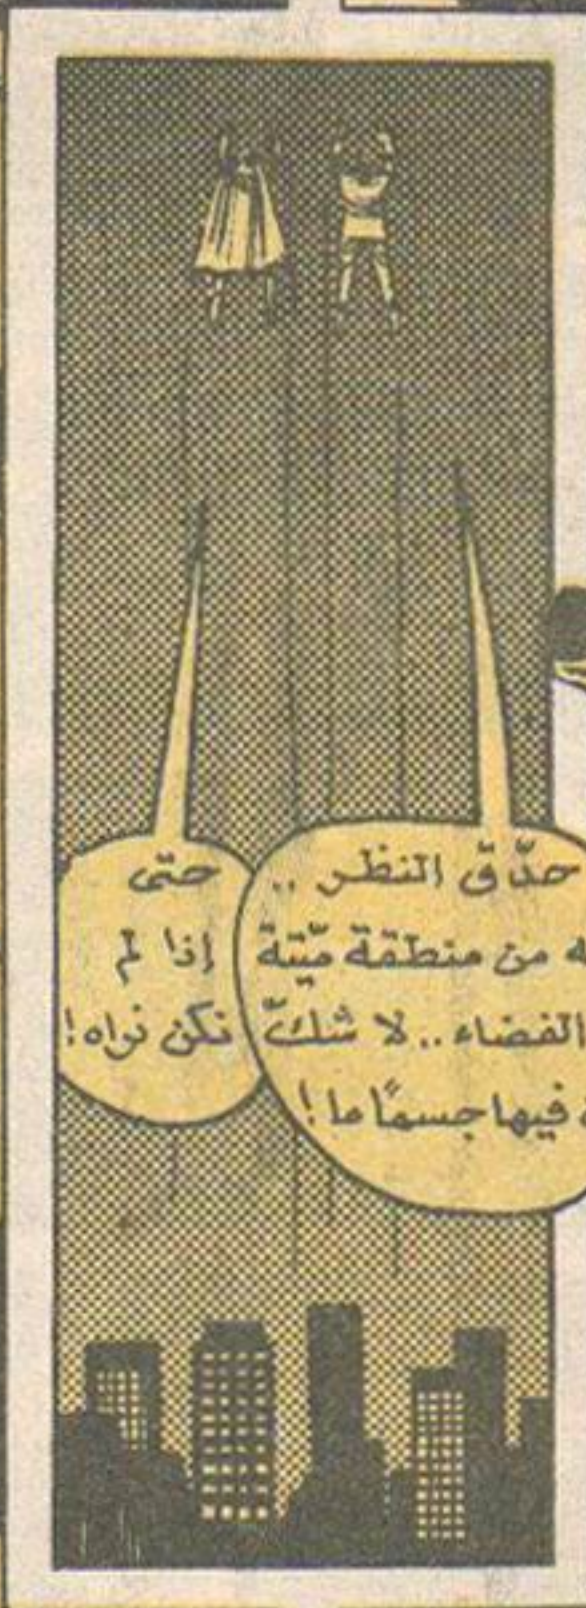 حدّق النظر ..
من منطقة ميّتة
الفضاء .. لا شكّ
فيها جسمًا ما !
حتى
إذا لم
نكن نراه !